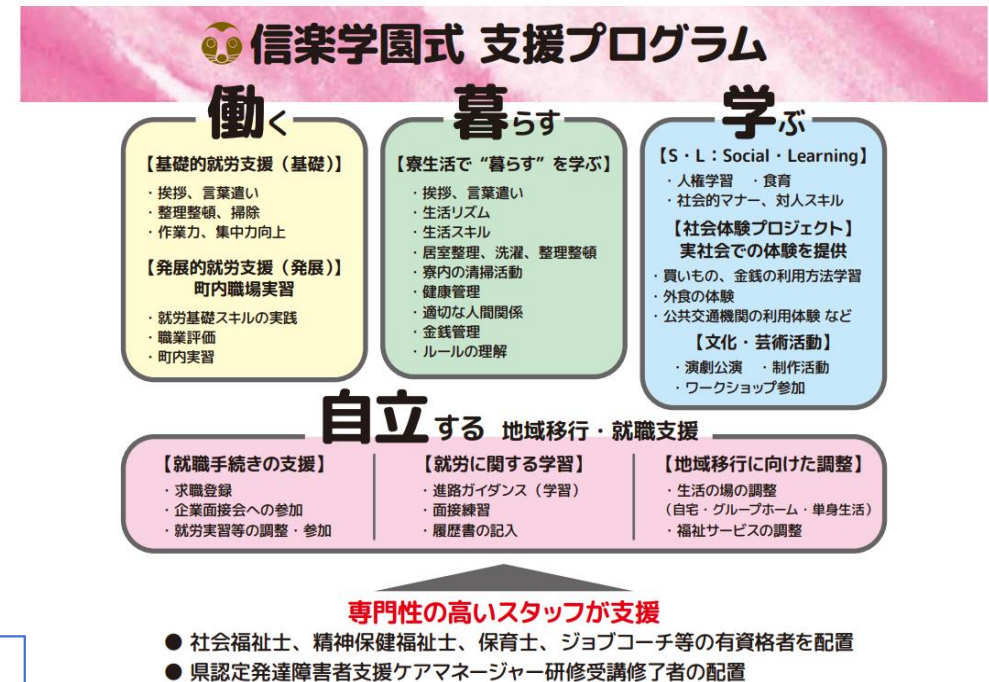 信楽学園式 支援プログラム
働く
【基礎的就労支援（基礎）】
・挨拶、言葉遣い
・整理整頓、掃除
・作業力、集中力向上
【発展的就労支援（発展）】
町内職場実習
・就労基礎スキルの実践
・職業評価
・町内実習
暮らす
【寮生活で“暮らす”を学ぶ】
・挨拶、言葉遣い
・生活リズム
・生活スキル
・居室整理、洗濯、整理整頓
・寮内の清掃活動
・健康管理
・適切な人間関係
・金銭管理
・ルールの理解
学ぶ
【S・L：Social・Learning】
・人権学習 ・食育
・社会的マナー、対人スキル
【社会体験プロジェクト】
実社会での体験を提供
・買いもの、金銭の利用方法学習
・外食の体験
・公共交通機関の利用体験 など
【文化・芸術活動】
・演劇公演 ・制作活動
・ワークショップ参加
自立する 地域移行・就職支援
【就職手続きの支援】
・求職登録
・企業面接会への参加
・就労実習等の調整・参加
【就労に関する学習】
・進路ガイダンス（学習）
・面接練習
・履歴書の記入
【地域移行に向けた調整】
・生活の場の調整
（自宅・グループホーム・単身生活）
・福祉サービスの調整
専門性の高いスタッフが支援
● 社会福祉士、精神保健福祉士、保育士、ジョブコーチ等の有資格者を配置
● 県認定発達障害者支援ケアマネージャー研修受講修了者の配置